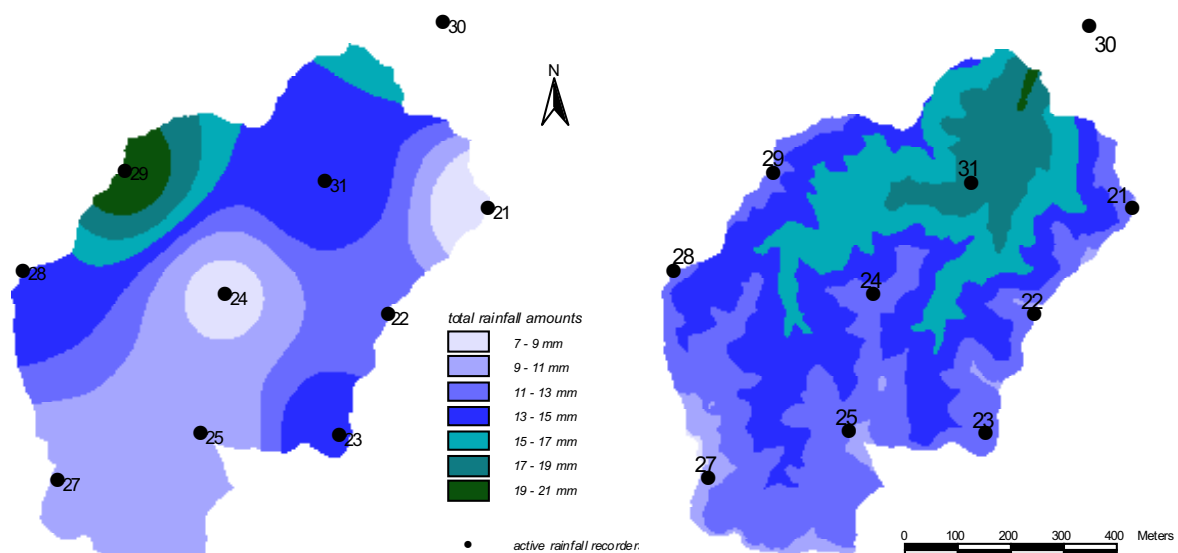 30
N
29
31
21
28
24
22
25
23
27
total rainfall amounts
7 - 9 mm
9 - 11 mm
11 - 13 mm
13 - 15 mm
15 - 17 mm
17 - 19 mm
19 - 21 mm
active rainfall recorder
30
29
31
21
28
24
22
25
23
27
0 100 200 300 400 Meters